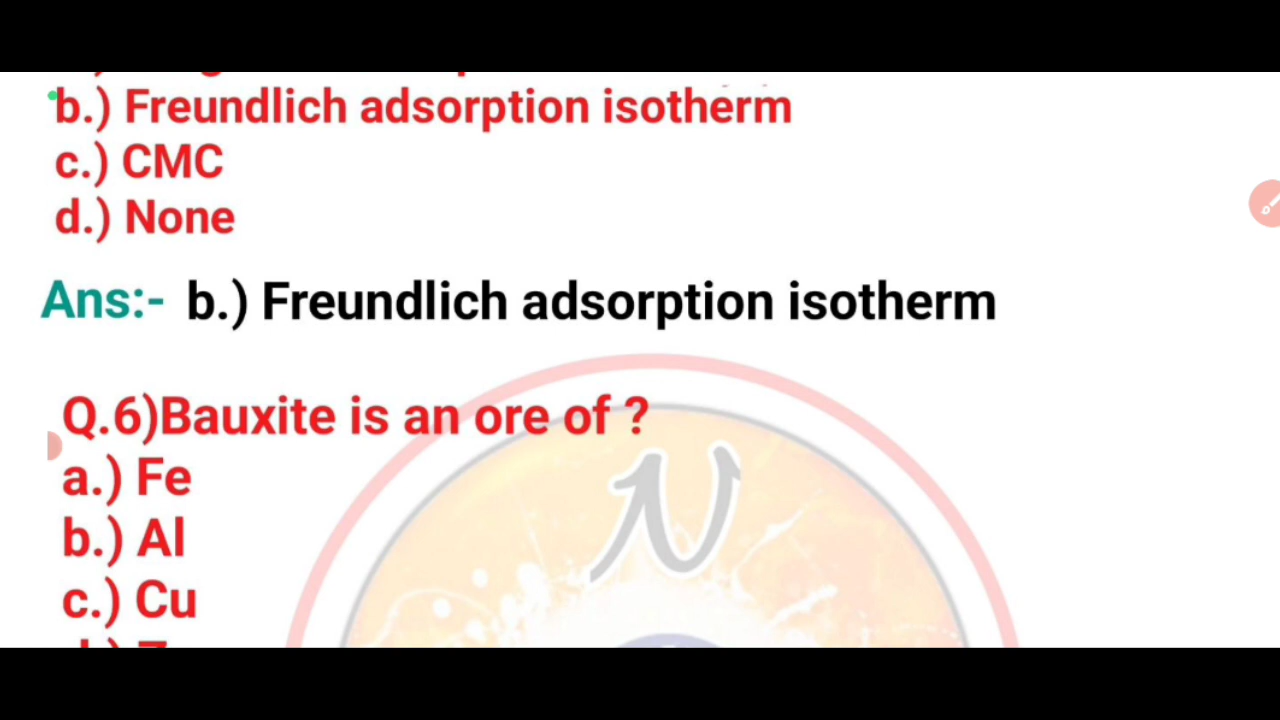 b.) Freundlich adsorption isotherm
c.) CMC
d.) None
Ans:- b.) Freundlich adsorption isotherm
Q.6)Bauxite is an ore of ?
a.) Fe
b.) Al
c.) Cu
N